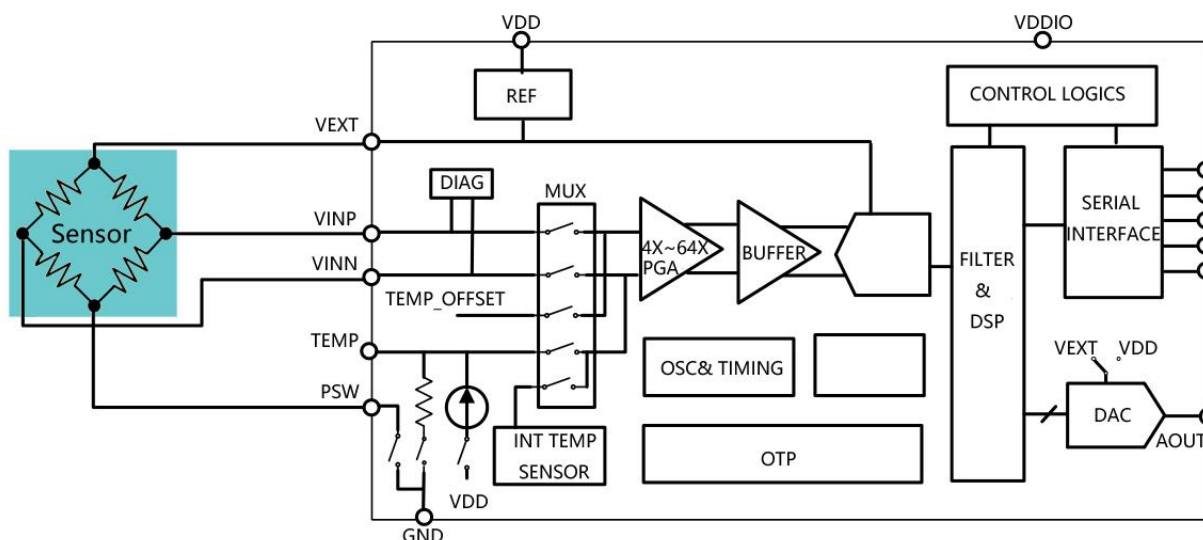 VDD
VDDIO
REF
CONTROL LOGICS
VEXT
DIAG
MUX
Sensor
VINP
4X~64X
PGA
BUFFER
SERIAL
INTERFACE
VINN
FILTER
&
DSP
TEMP_OFFSET
TEMP
OSC& TIMING
VEXT
VDD
PSW
DAC
INT TEMP
SENSOR
OTP
AOUT
VDD
GND